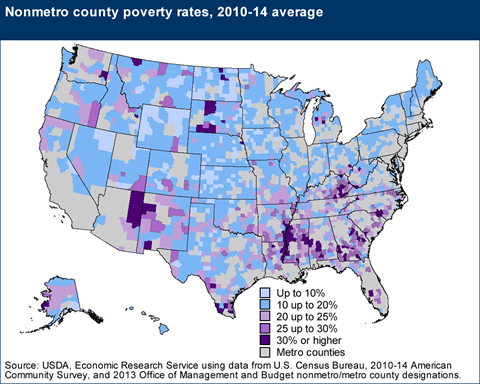 Nonmetro county poverty rates, 2010-14 average
Up to 10%
10 up to 20%
20 up to 25%
25 up to 30%
30% or higher
Metro counties
Source: USDA, Economic Research Service using data from U.S. Census Bureau, 2010-14 American
Community Survey, and 2013 Office of Management and Budget nonmetro/metro county designations.